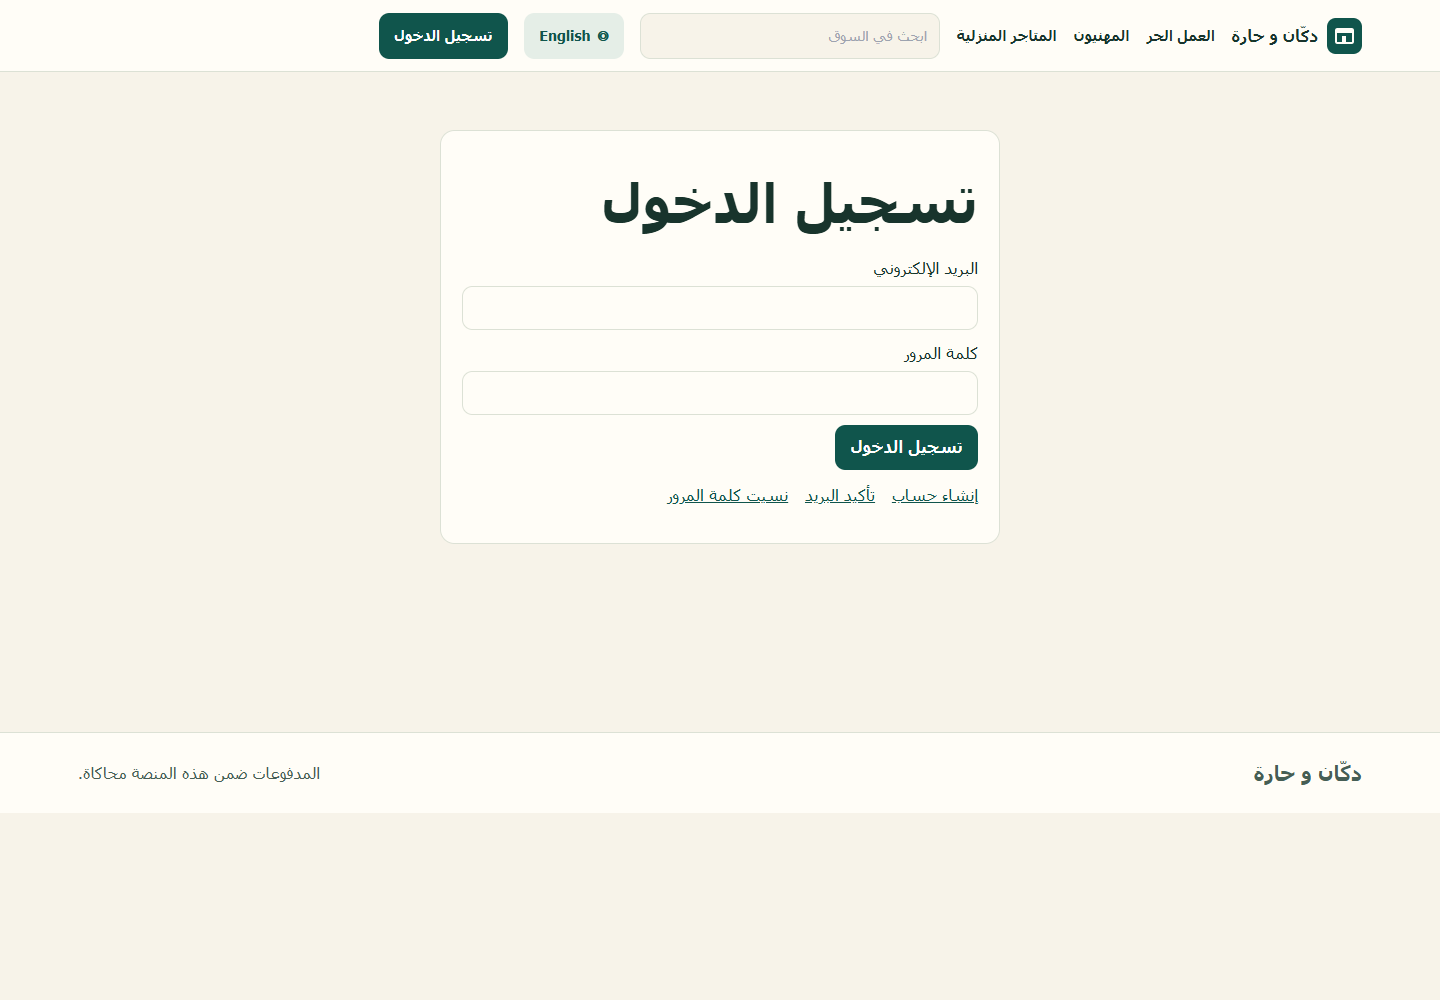 دكّان و حارة
العمل الحر
المهنيون
المتاجر المنزلية
ابحث في السوق
English
تسجيل الدخول
تسجيل الدخول
البريد الإلكتروني
كلمة المرور
تسجيل الدخول
إنشاء حساب
تأكيد البريد
نسيت كلمة المرور
دكّان و حارة
المدفوعات ضمن هذه المنصة محاكاة.